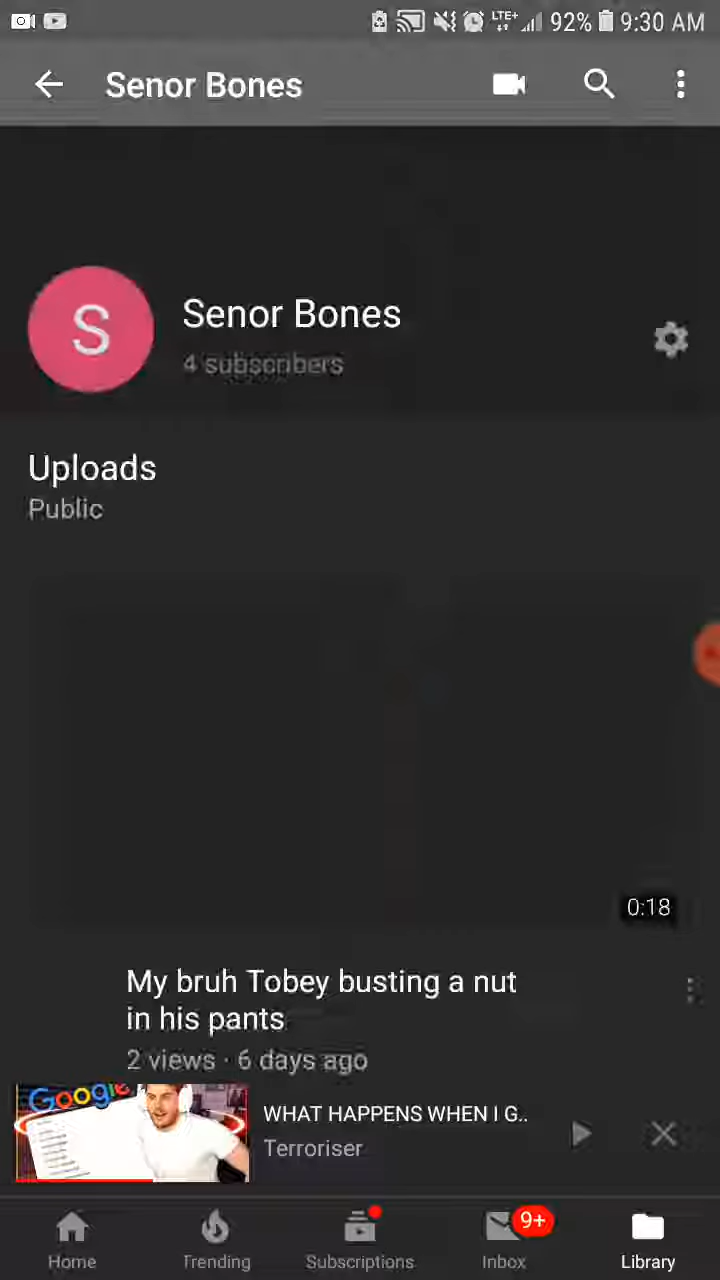 LTE+ 92% 9:30 AM
Senor Bones
S
Senor Bones
4 subscribers
Uploads
Public
0:18
My bruh Tobey busting a nut
in his pants
2 views · 6 days ago
Google
WHAT HAPPENS WHEN I G..
Terroriser
9+
Home Trending Subscriptions Inbox Library